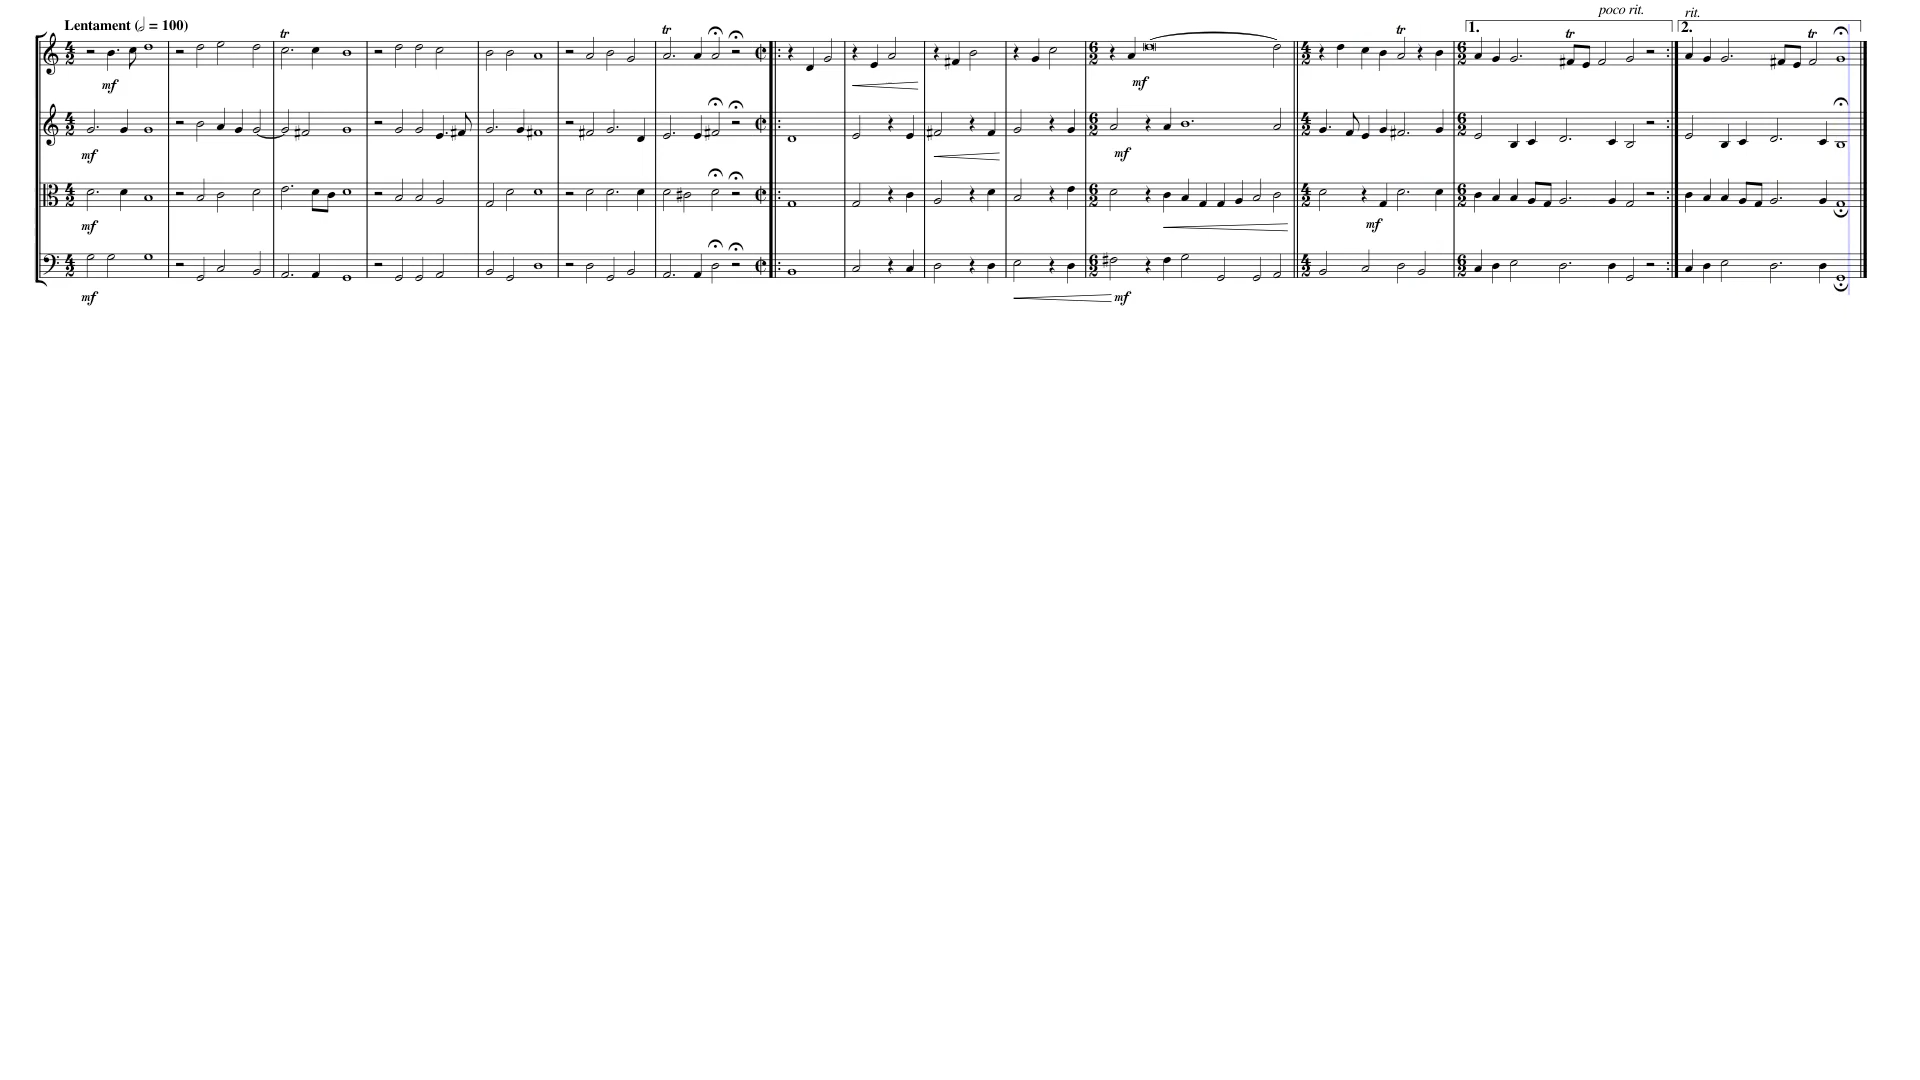 poco rit.
rit.
Lentament (𝅗𝅥 = 100)
1.
2.
tr
tr
tr
tr
tr
mf
mf
mf
mf
mf
mf
mf
mf